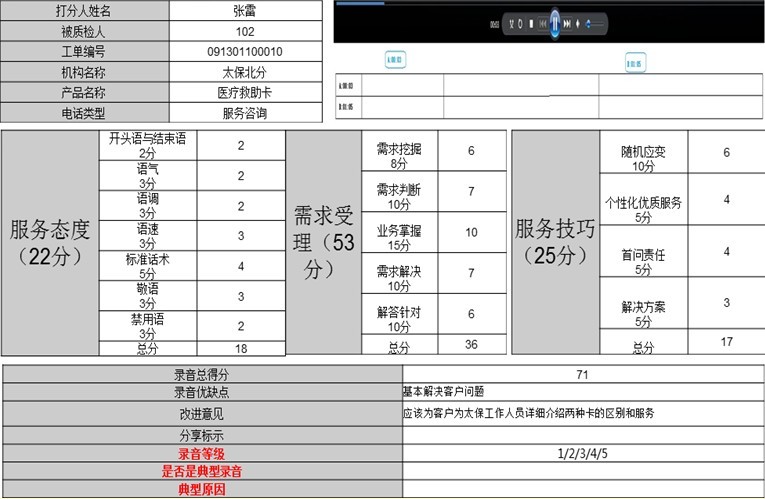 打分人姓名 张雷
被质检人 102
工单编号 091301100010
机构名称 太保北分
产品名称 医疗救助卡
电话类型 服务咨询
服务态度
（22分）
开头语与结束语
2分
2
语气
3分
2
语调
3分
2
语速
3分
3
标准话术
5分
4
敬语
3分
3
禁用语
3分
2
总分 18
需求受
理（53
分）
需求挖掘
8分
6
需求判断
10分
7
业务掌握
15分
10
需求解决
10分
7
解答针对
10分
6
总分 36
服务技巧
（25分）
随机应变
10分
6
个性化优质服务
5分
4
首问责任
5分
4
解决方案
5分
3
总分 17
录音总得分 71
录音优缺点 基本解决客户问题
改进意见 应该为客户为太保工作人员详细介绍两种卡的区别和服务
分享标示
录音等级 1/2/3/4/5
是否是典型录音
典型原因